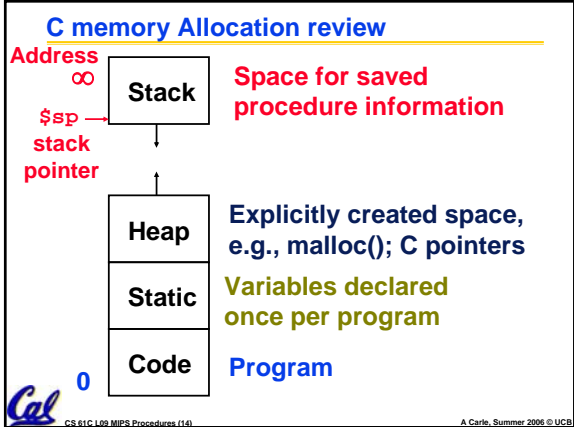 C memory Allocation review
Address
∞
Stack
Space for saved
procedure information
$sp
stack
pointer
Heap
Explicitly created space,
e.g., malloc(); C pointers
Static
Variables declared
once per program
Code
Program
0
Cal
CS 61C L09 MIPS Procedures (14)
A Carle, Summer 2006 © UCB